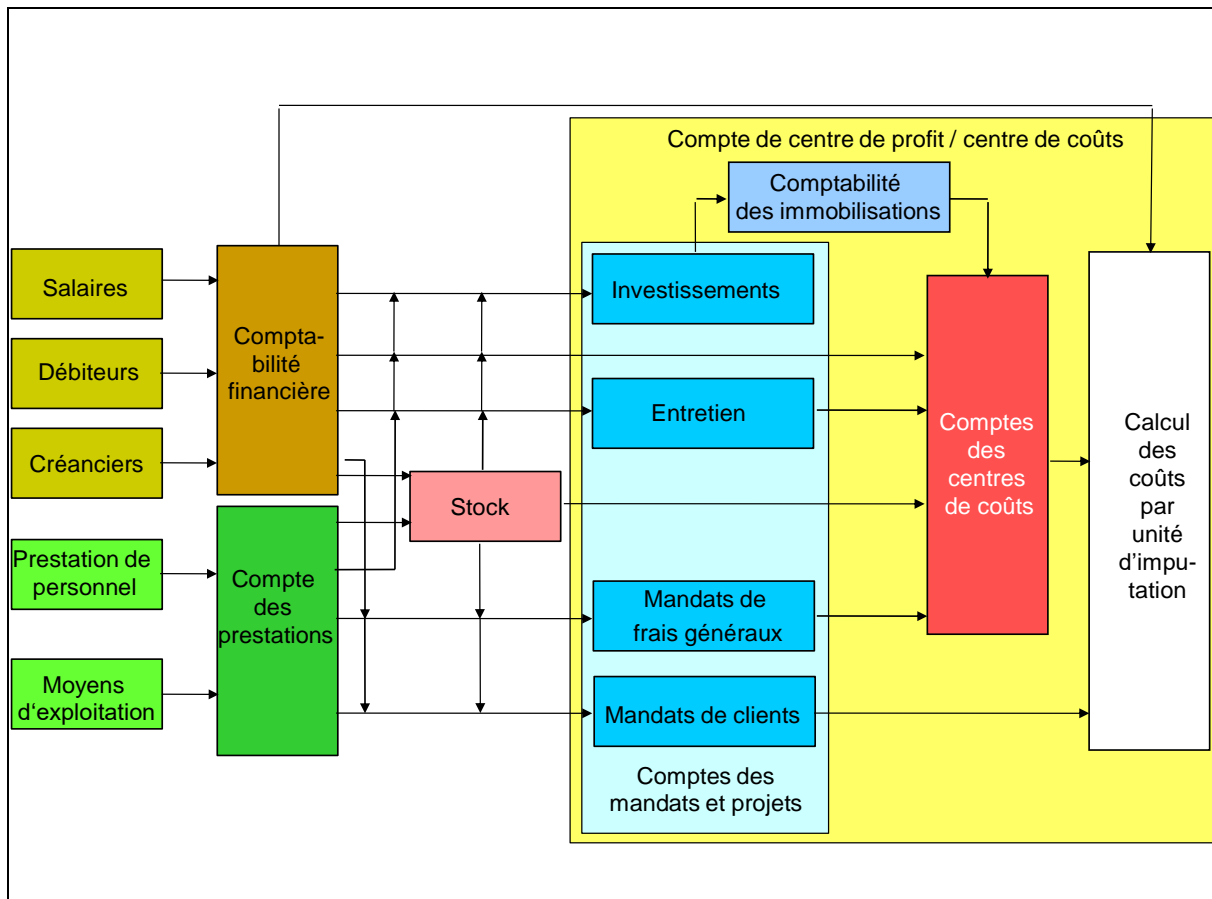 Compte de centre de profit / centre de coûts
Comptabilité
des immobilisations
Salaires
Débiteurs
Créanciers
Prestation de
personnel
Moyens
d‘exploitation
Compta-
bilité
financière
Compte
des
prestations
Stock
Investissements
Entretien
Mandats de
frais généraux
Mandats de clients
Comptes des
mandats et projets
Comptes
des
centres
de coûts
Calcul
des
coûts
par
unité
d’impu-
tation